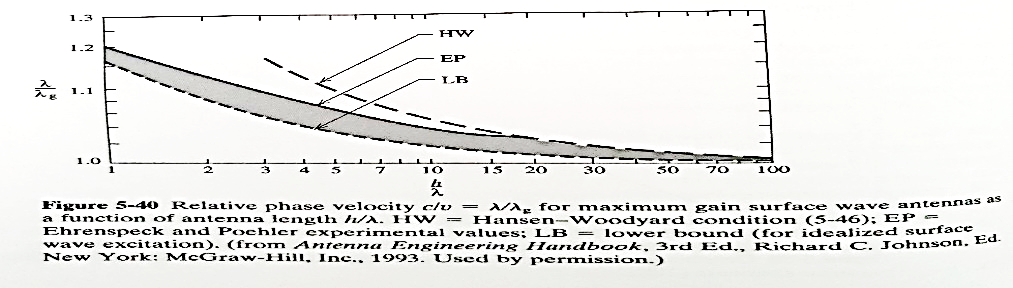 1.3
HW
1.2
EP
LB
λ/λg
1.1
1.0
1 2 3 4 5 7 10 15 20 30 50 70 100
h/λ
Figure 5-40 Relative phase velocity c/v = λ/λg for maximum gain surface wave antennas as
a function of antenna length h/λ. HW = Hansen–Woodyard condition (5-46); EP =
Ehrenspeck and Poehler experimental values; LB = lower bound (for idealized surface
wave excitation). (from Antenna Engineering Handbook, 3rd Ed., Richard C. Johnson, Ed.
New York: McGraw-Hill, Inc., 1993. Used by permission.)